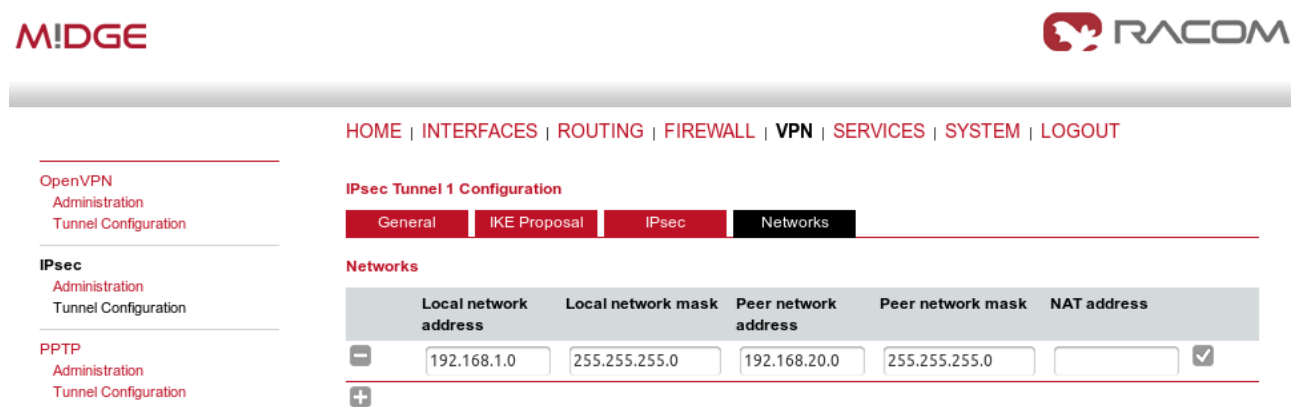 M!DGE
RACOM
HOME | INTERFACES | ROUTING | FIREWALL | VPN | SERVICES | SYSTEM | LOGOUT
OpenVPN
Administration
Tunnel Configuration
IPsec
Administration
Tunnel Configuration
PPTP
Administration
Tunnel Configuration
IPsec Tunnel 1 Configuration
General IKE Proposal IPsec Networks
Networks
Local network address Local network mask Peer network address Peer network mask NAT address
192.168.1.0 255.255.255.0 192.168.20.0 255.255.255.0